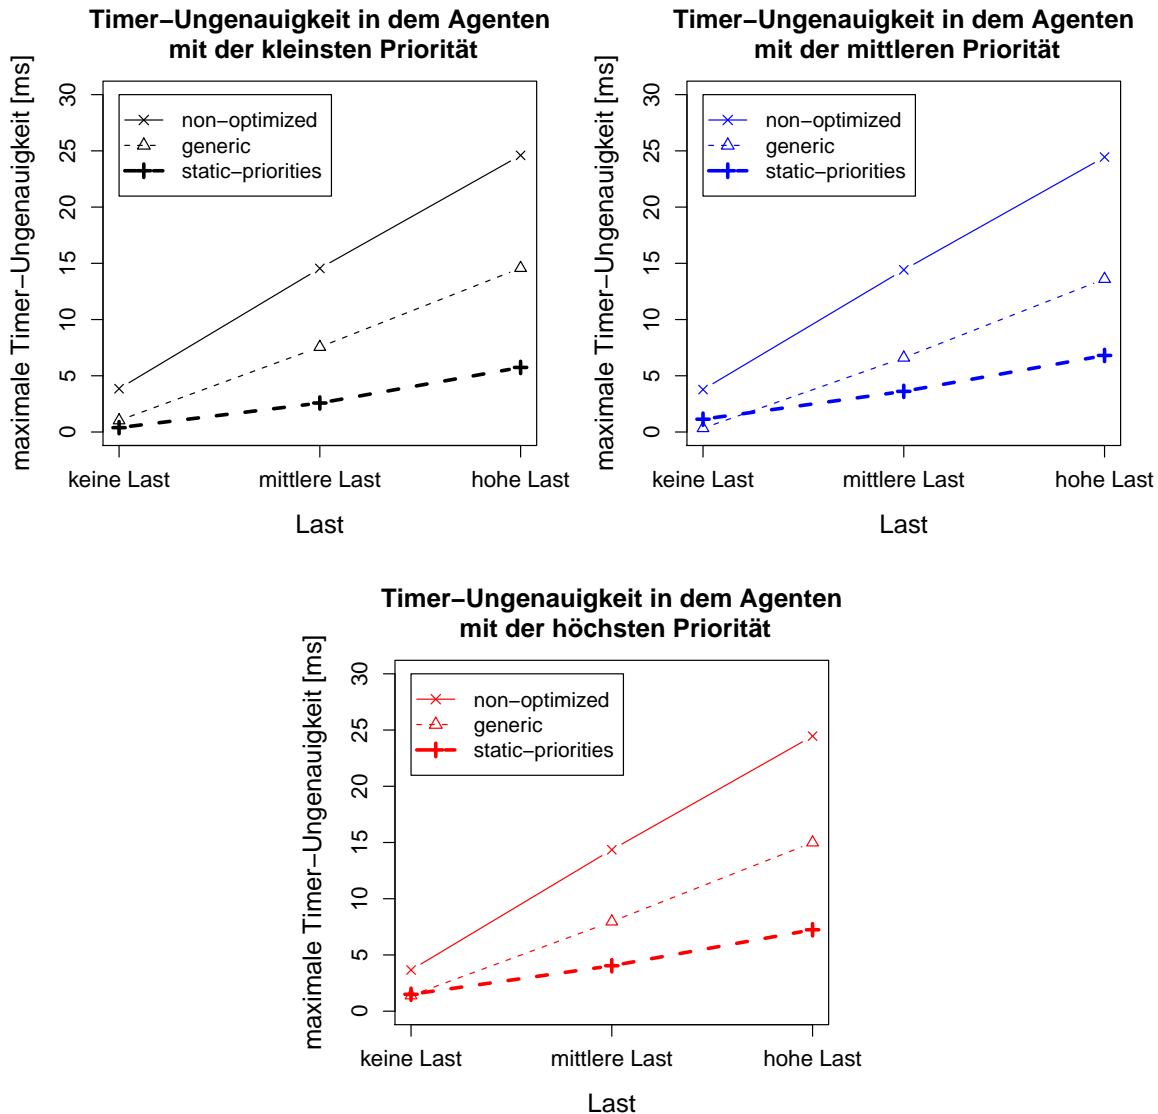 Timer−Ungenauigkeit in dem Agenten
mit der kleinsten Priorität
maximale Timer−Ungenauigkeit [ms]
30
25
20
15
10
5
0
non−optimized
generic
static−priorities
keine Last
mittlere Last
hohe Last
Last
Timer−Ungenauigkeit in dem Agenten
mit der mittleren Priorität
maximale Timer−Ungenauigkeit [ms]
30
25
20
15
10
5
0
non−optimized
generic
static−priorities
keine Last
mittlere Last
hohe Last
Last
Timer−Ungenauigkeit in dem Agenten
mit der höchsten Priorität
maximale Timer−Ungenauigkeit [ms]
30
25
20
15
10
5
0
non−optimized
generic
static−priorities
keine Last
mittlere Last
hohe Last
Last